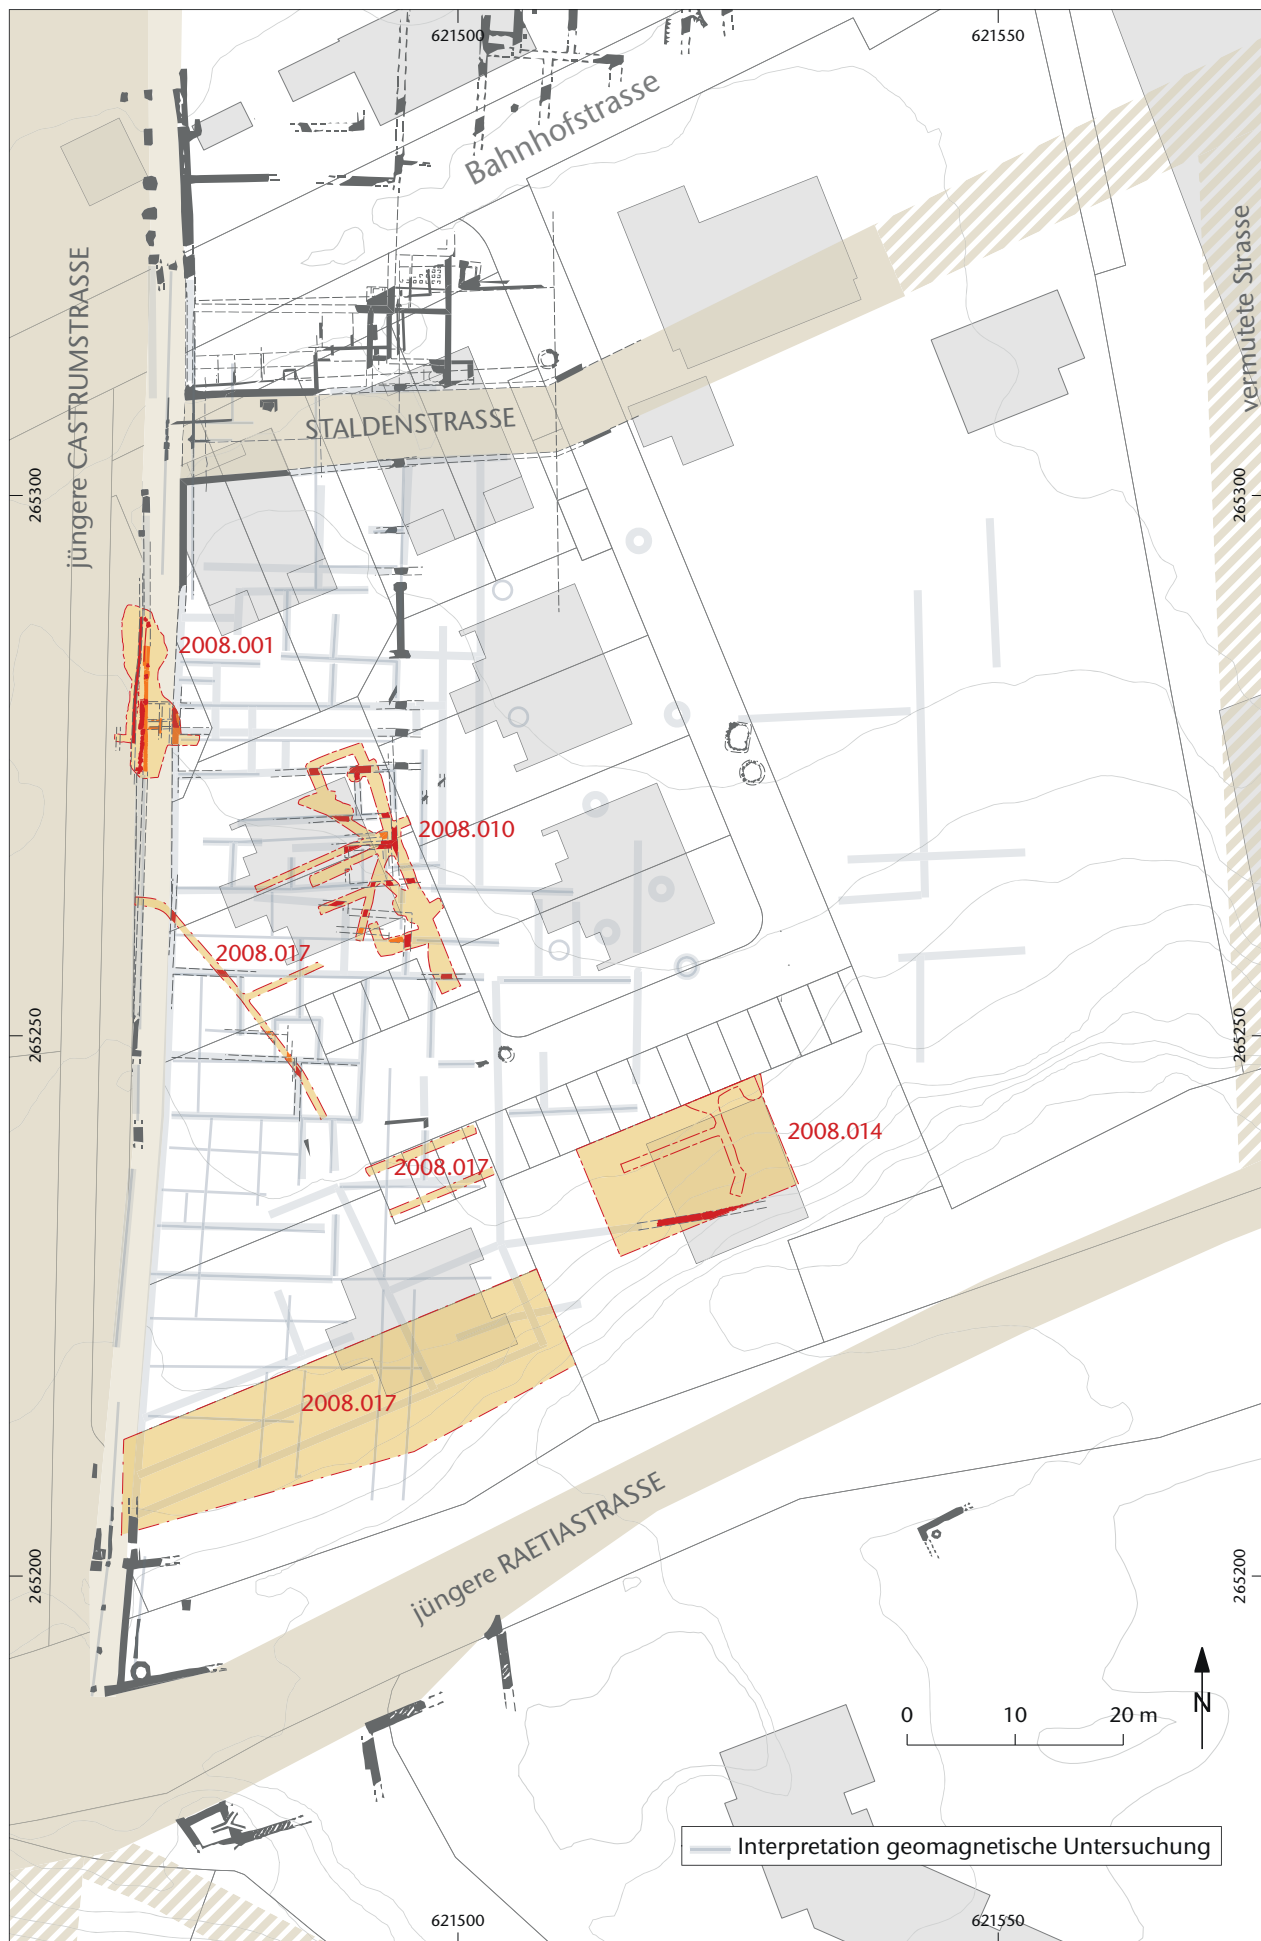 621500
621550
Bahnhofstrasse
vermutete Strasse
jüngere CASTRUMSTRASSE
STALDENSTRASSE
265300
265300
2008.001
2008.010
2008.017
265250
265250
2008.014
2008.017
2008.017
jüngere RAETIASTRASSE
265200
265200
0 10 20 m
N
Interpretation geomagnetische Untersuchung
621500
621550